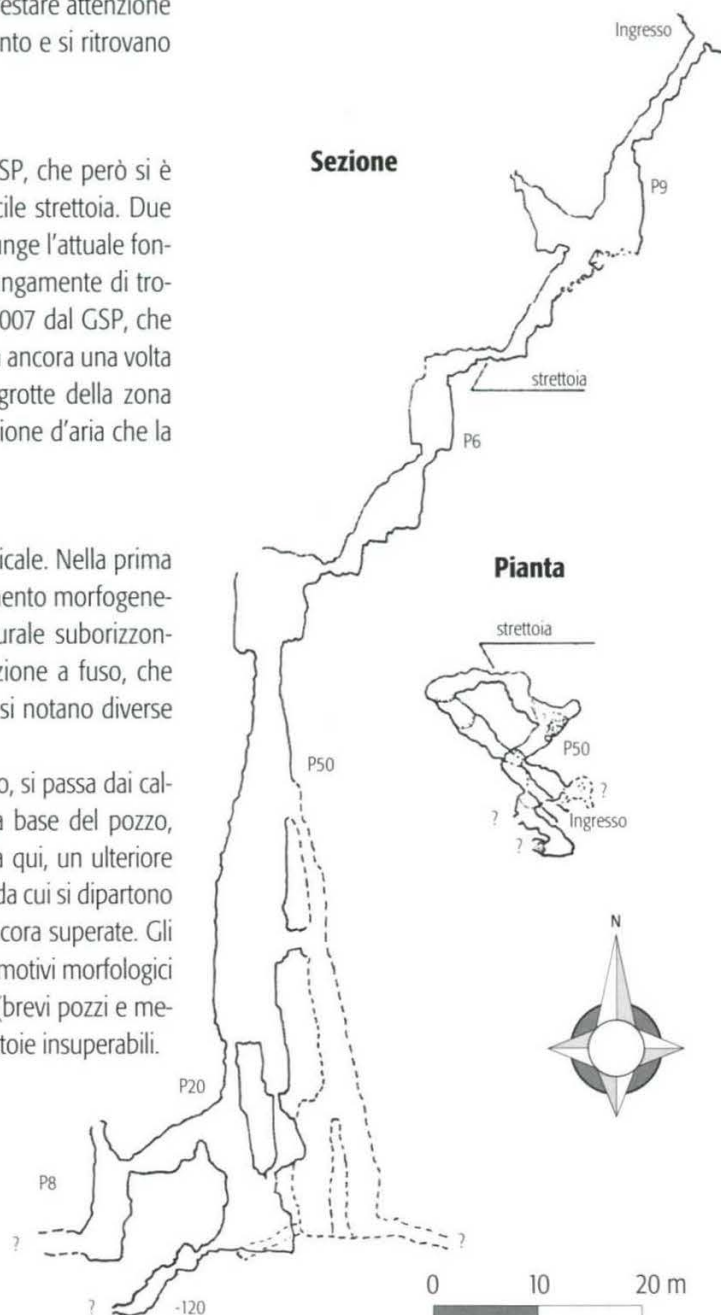 estare attenzione
nto e si ritrovano
SP, che però si è
cile strettoia. Due
unge l'attuale fon-
ngamente di tro-
007 dal GSP, che
ancora una volta
grotte della zona
ione d'aria che la
icale. Nella prima
nento morfogene-
urale suborizzon-
zione a fuso, che
si notano diverse
o, si passa dai cal-
a base del pozzo,
a qui, un ulteriore
da cui si dipartono
cora superate. Gli
motivi morfologici
(brevi pozzi e me-
toie insuperabili.
Sezione
Ingresso
P9
strettoia
P6
P50
P20
P8
?
?
?
-120
Pianta
strettoia
P50
?
Ingresso
?
?
N
0 10 20 m